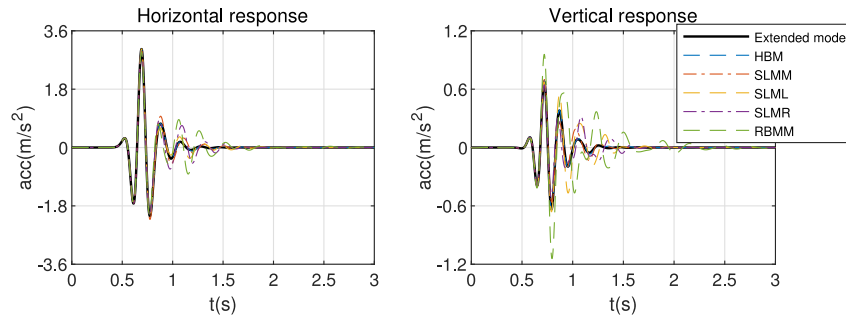 Horizontal response
Vertical response
3.6
1.8
0
-1.8
-3.6
acc(m/s²)
0 0.5 1 1.5 2 2.5 3
t(s)
1.2
0.6
0
-0.6
-1.2
acc(m/s²)
0 0.5 1 1.5 2 2.5 3
t(s)
Extended mode
HBM
SLMM
SLML
SLMR
RBMM